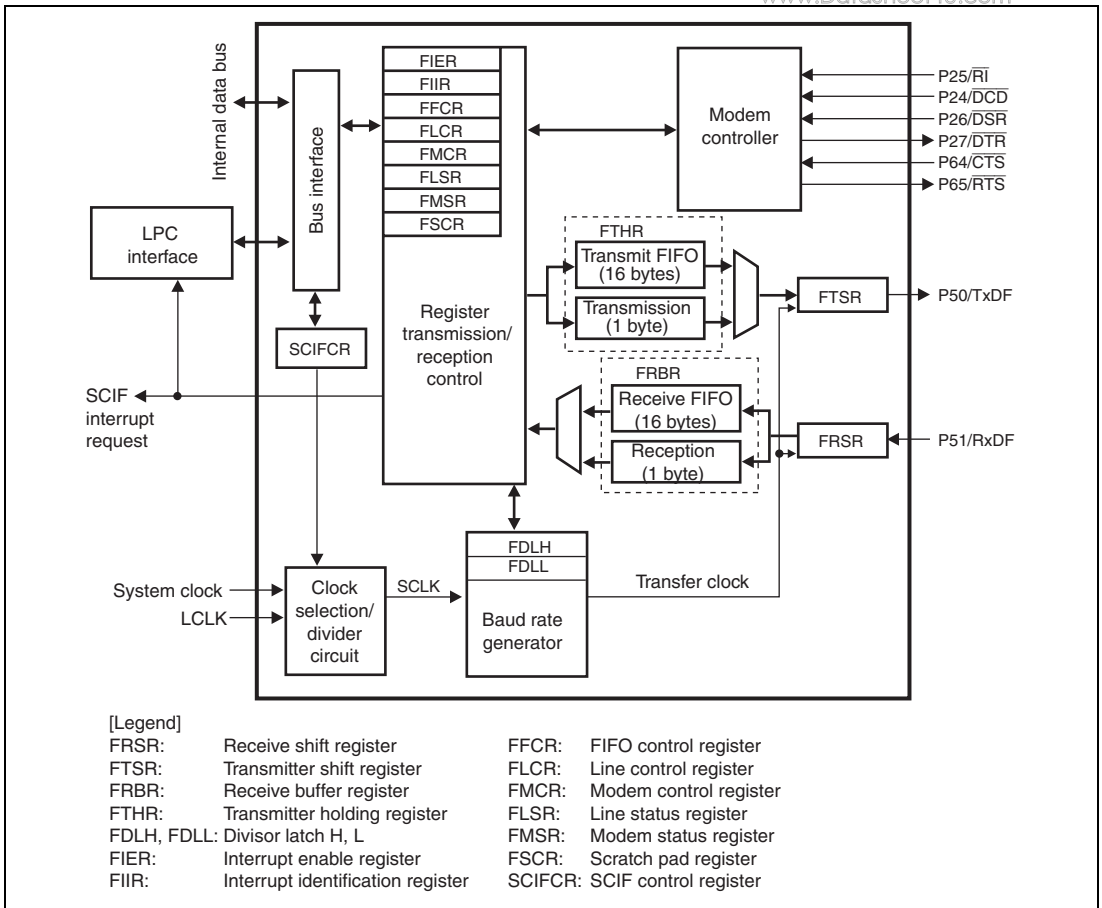 Internal data bus
Bus interface
FIER
FIIR
FFCR
FLCR
FMCR
FLSR
FMSR
FSCR
Modem
controller
P25/RI
P24/DCD
P26/DSR
P27/DTR
P64/CTS
P65/RTS
LPC
interface
Register
transmission/
reception
control
FTHR
Transmit FIFO
(16 bytes)
Transmission
(1 byte)
FTSR
P50/TxDF
SCIFCR
FRBR
Receive FIFO
(16 bytes)
Reception
(1 byte)
FRSR
P51/RxDF
SCIF
interrupt
request
System clock
LCLK
Clock
selection/
divider
circuit
SCLK
FDLH
FDLL
Baud rate
generator
Transfer clock
[Legend]
FRSR: Receive shift register
FTSR: Transmitter shift register
FRBR: Receive buffer register
FTHR: Transmitter holding register
FDLH, FDLL: Divisor latch H, L
FIER: Interrupt enable register
FIIR: Interrupt identification register
FFCR: FIFO control register
FLCR: Line control register
FMCR: Modem control register
FLSR: Line status register
FMSR: Modem status register
FSCR: Scratch pad register
SCIFCR: SCIF control register